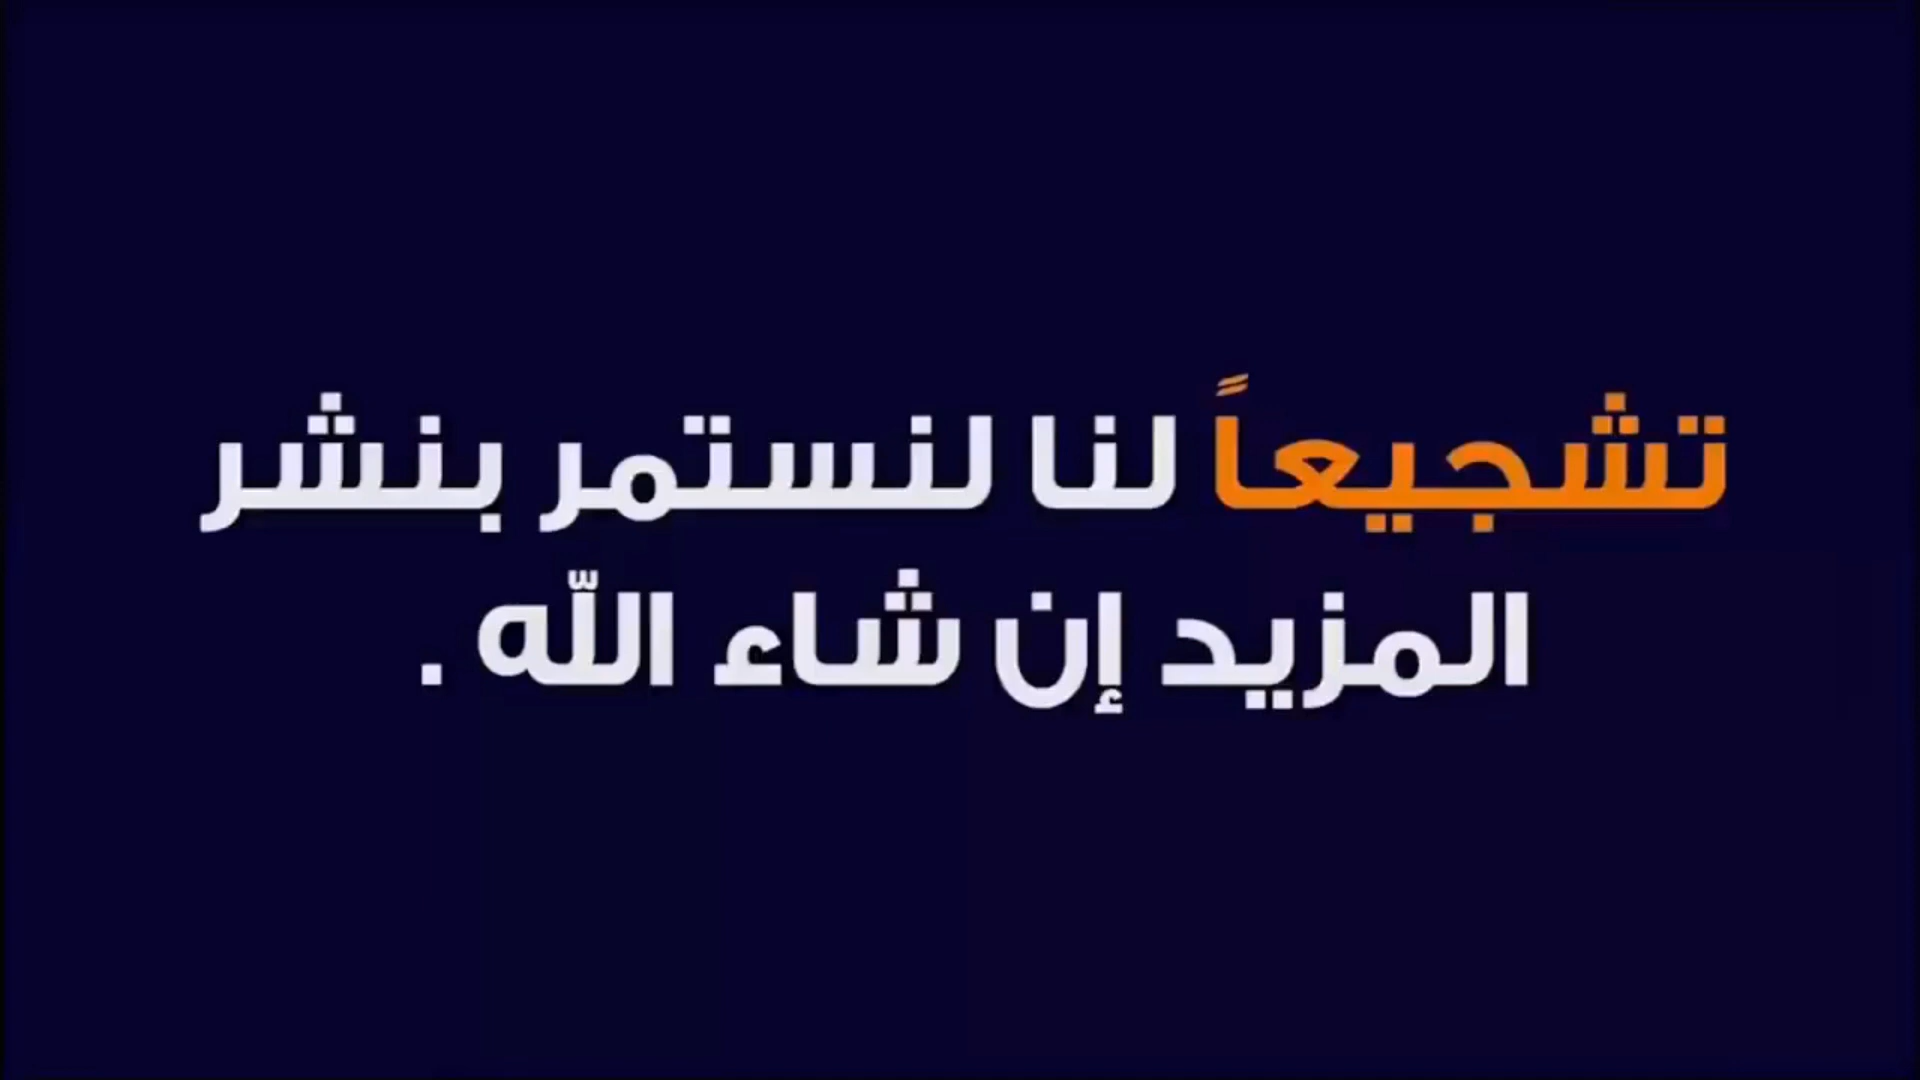 تشجيعاً لنا لنستمر بنشر
المزيد إن شاء اللّه .